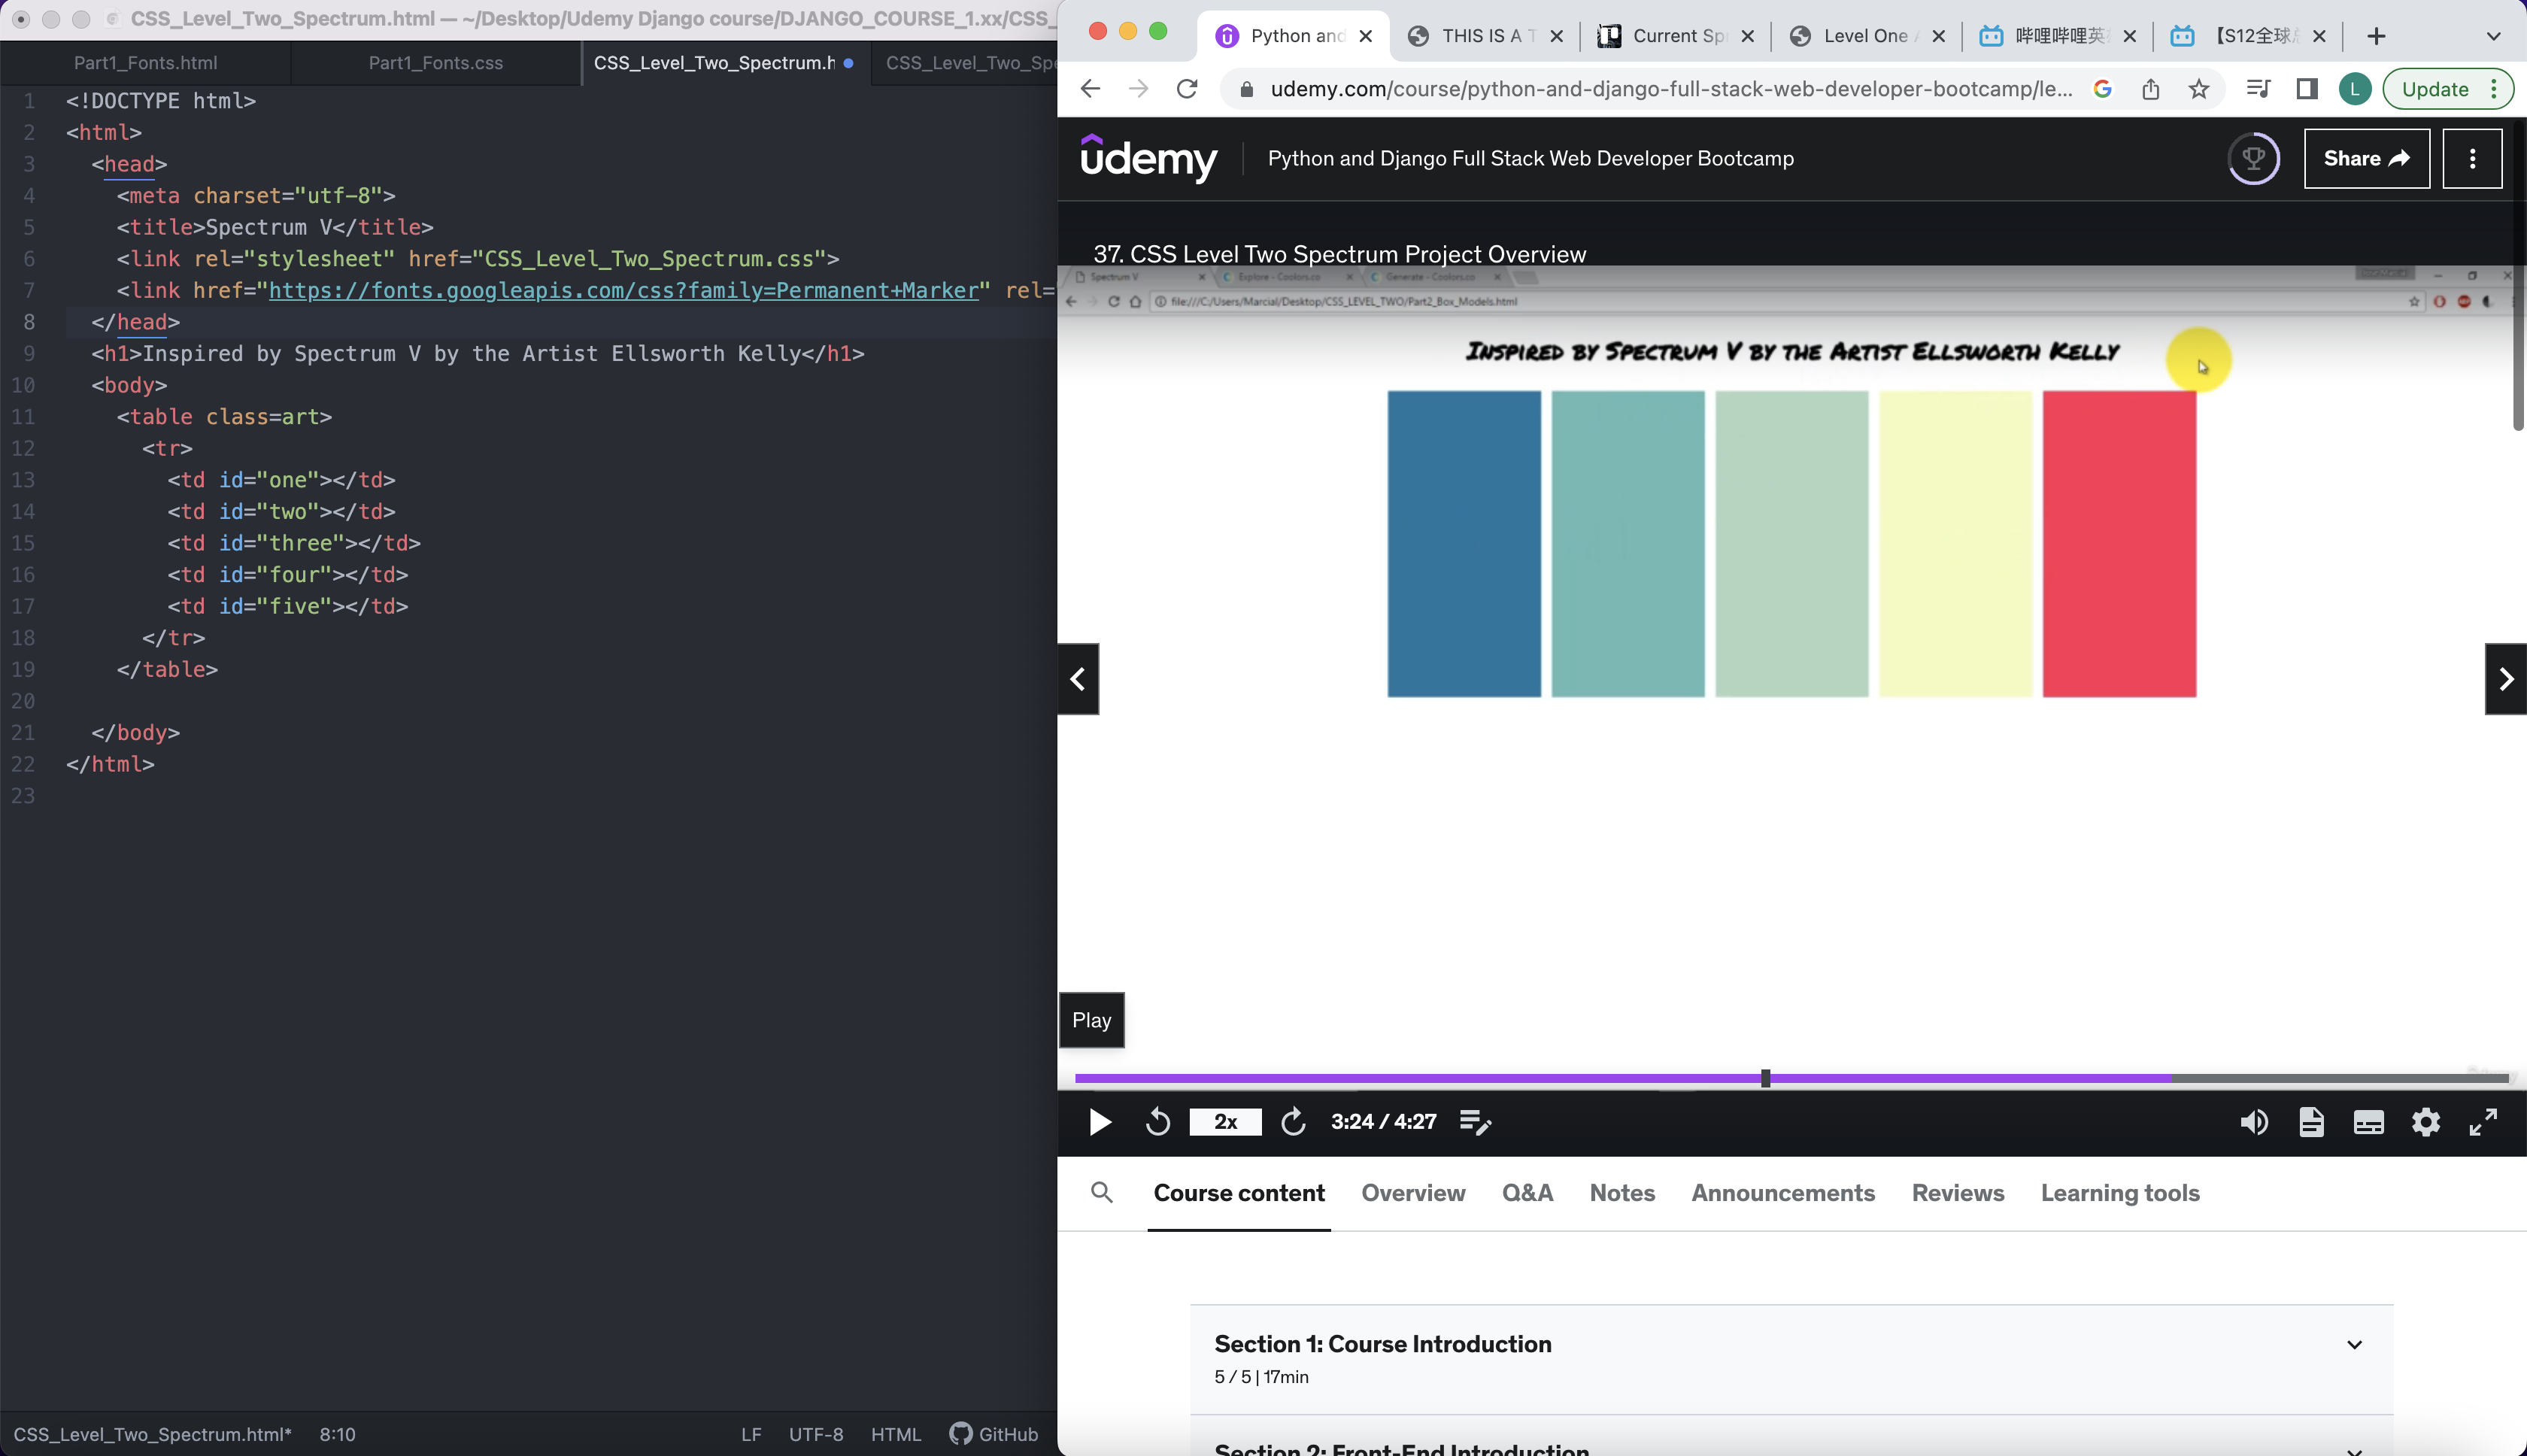 CSS_Level_Two_Spectrum.html — ~/Desktop/Udemy Django course/DJANGO_COURSE_1.xx/CSS_
Part1_Fonts.html
Part1_Fonts.css
CSS_Level_Two_Spectrum.h
CSS_Level_Two_Spe
1 <!DOCTYPE html>
2 <html>
3 <head>
4 <meta charset="utf-8">
5 <title>Spectrum V</title>
6 <link rel="stylesheet" href="CSS_Level_Two_Spectrum.css">
7 <link href="https://fonts.googleapis.com/css?family=Permanent+Marker" rel=
8 </head>
9 <h1>Inspired by Spectrum V by the Artist Ellsworth Kelly</h1>
10 <body>
11 <table class=art>
12 <tr>
13 <td id="one"></td>
14 <td id="two"></td>
15 <td id="three"></td>
16 <td id="four"></td>
17 <td id="five"></td>
18 </tr>
19 </table>
20
21 </body>
22 </html>
23
CSS_Level_Two_Spectrum.html* 8:10 LF UTF-8 HTML GitHub
Python and
THIS IS A T
Current Sp
Level One
哔哩哔哩英
【S12全球
udemy.com/course/python-and-django-full-stack-web-developer-bootcamp/le...
L
Update
udemy
Python and Django Full Stack Web Developer Bootcamp
Share
37. CSS Level Two Spectrum Project Overview
Spectrum V
Explore - Coolors.co
Generate - Coolors.co
file:///C:/Users/Marcial/Desktop/CSS_LEVEL_TWO/Part2_Box_Models.html
Inspired by Spectrum V by the Artist Ellsworth Kelly
Play
2x
3:24 / 4:27
Course content
Overview
Q&A
Notes
Announcements
Reviews
Learning tools
Section 1: Course Introduction
5 / 5 | 17min
Section 2: Front-End Introduction